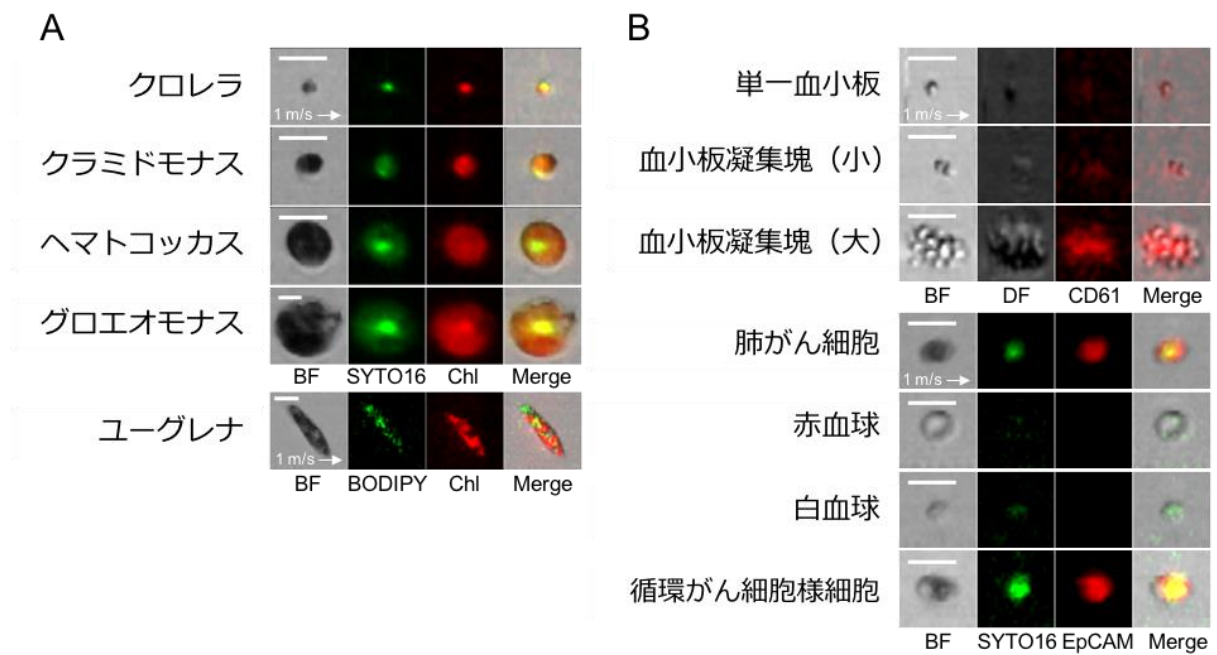 A
クロレラ
1 m/s →
クラミドモナス
ヘマトコッカス
グロエオモナス
BF SYTO16 Chl Merge
ユーグレナ
1 m/s →
BF BODIPY Chl Merge
B
単一血小板
1 m/s →
血小板凝集塊（小）
血小板凝集塊（大）
BF DF CD61 Merge
肺がん細胞
1 m/s →
赤血球
白血球
循環がん細胞様細胞
BF SYTO16 EpCAM Merge